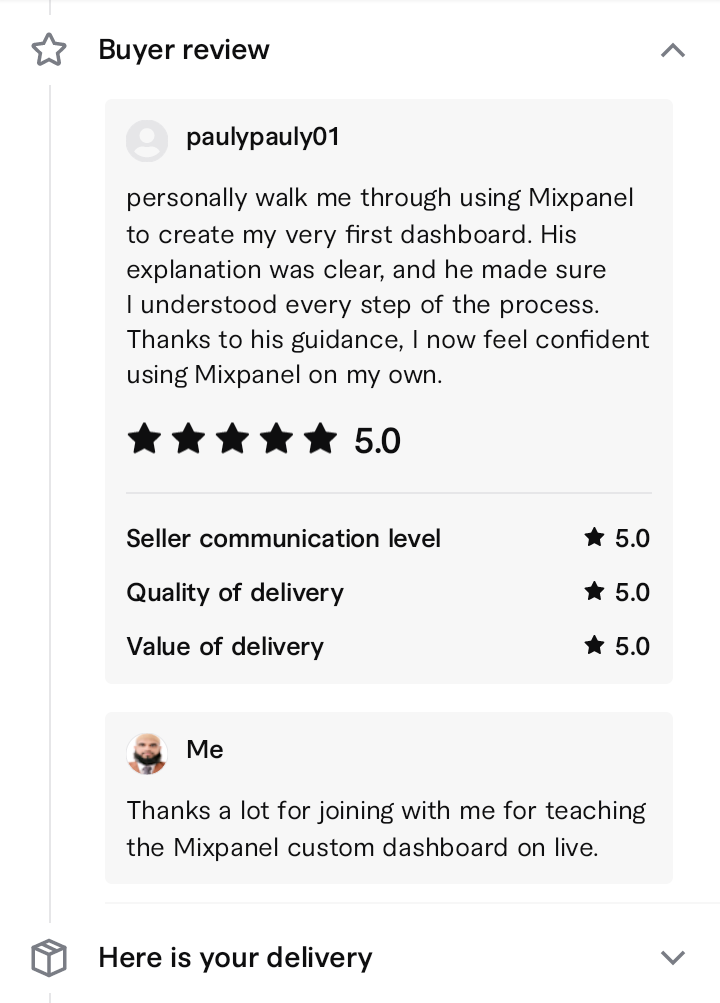 Buyer review
paulypauly01
personally walk me through using Mixpanel
to create my very first dashboard. His
explanation was clear, and he made sure
I understood every step of the process.
Thanks to his guidance, I now feel confident
using Mixpanel on my own.
5.0
Seller communication level 5.0
Quality of delivery 5.0
Value of delivery 5.0
Me
Thanks a lot for joining with me for teaching
the Mixpanel custom dashboard on live.
Here is your delivery